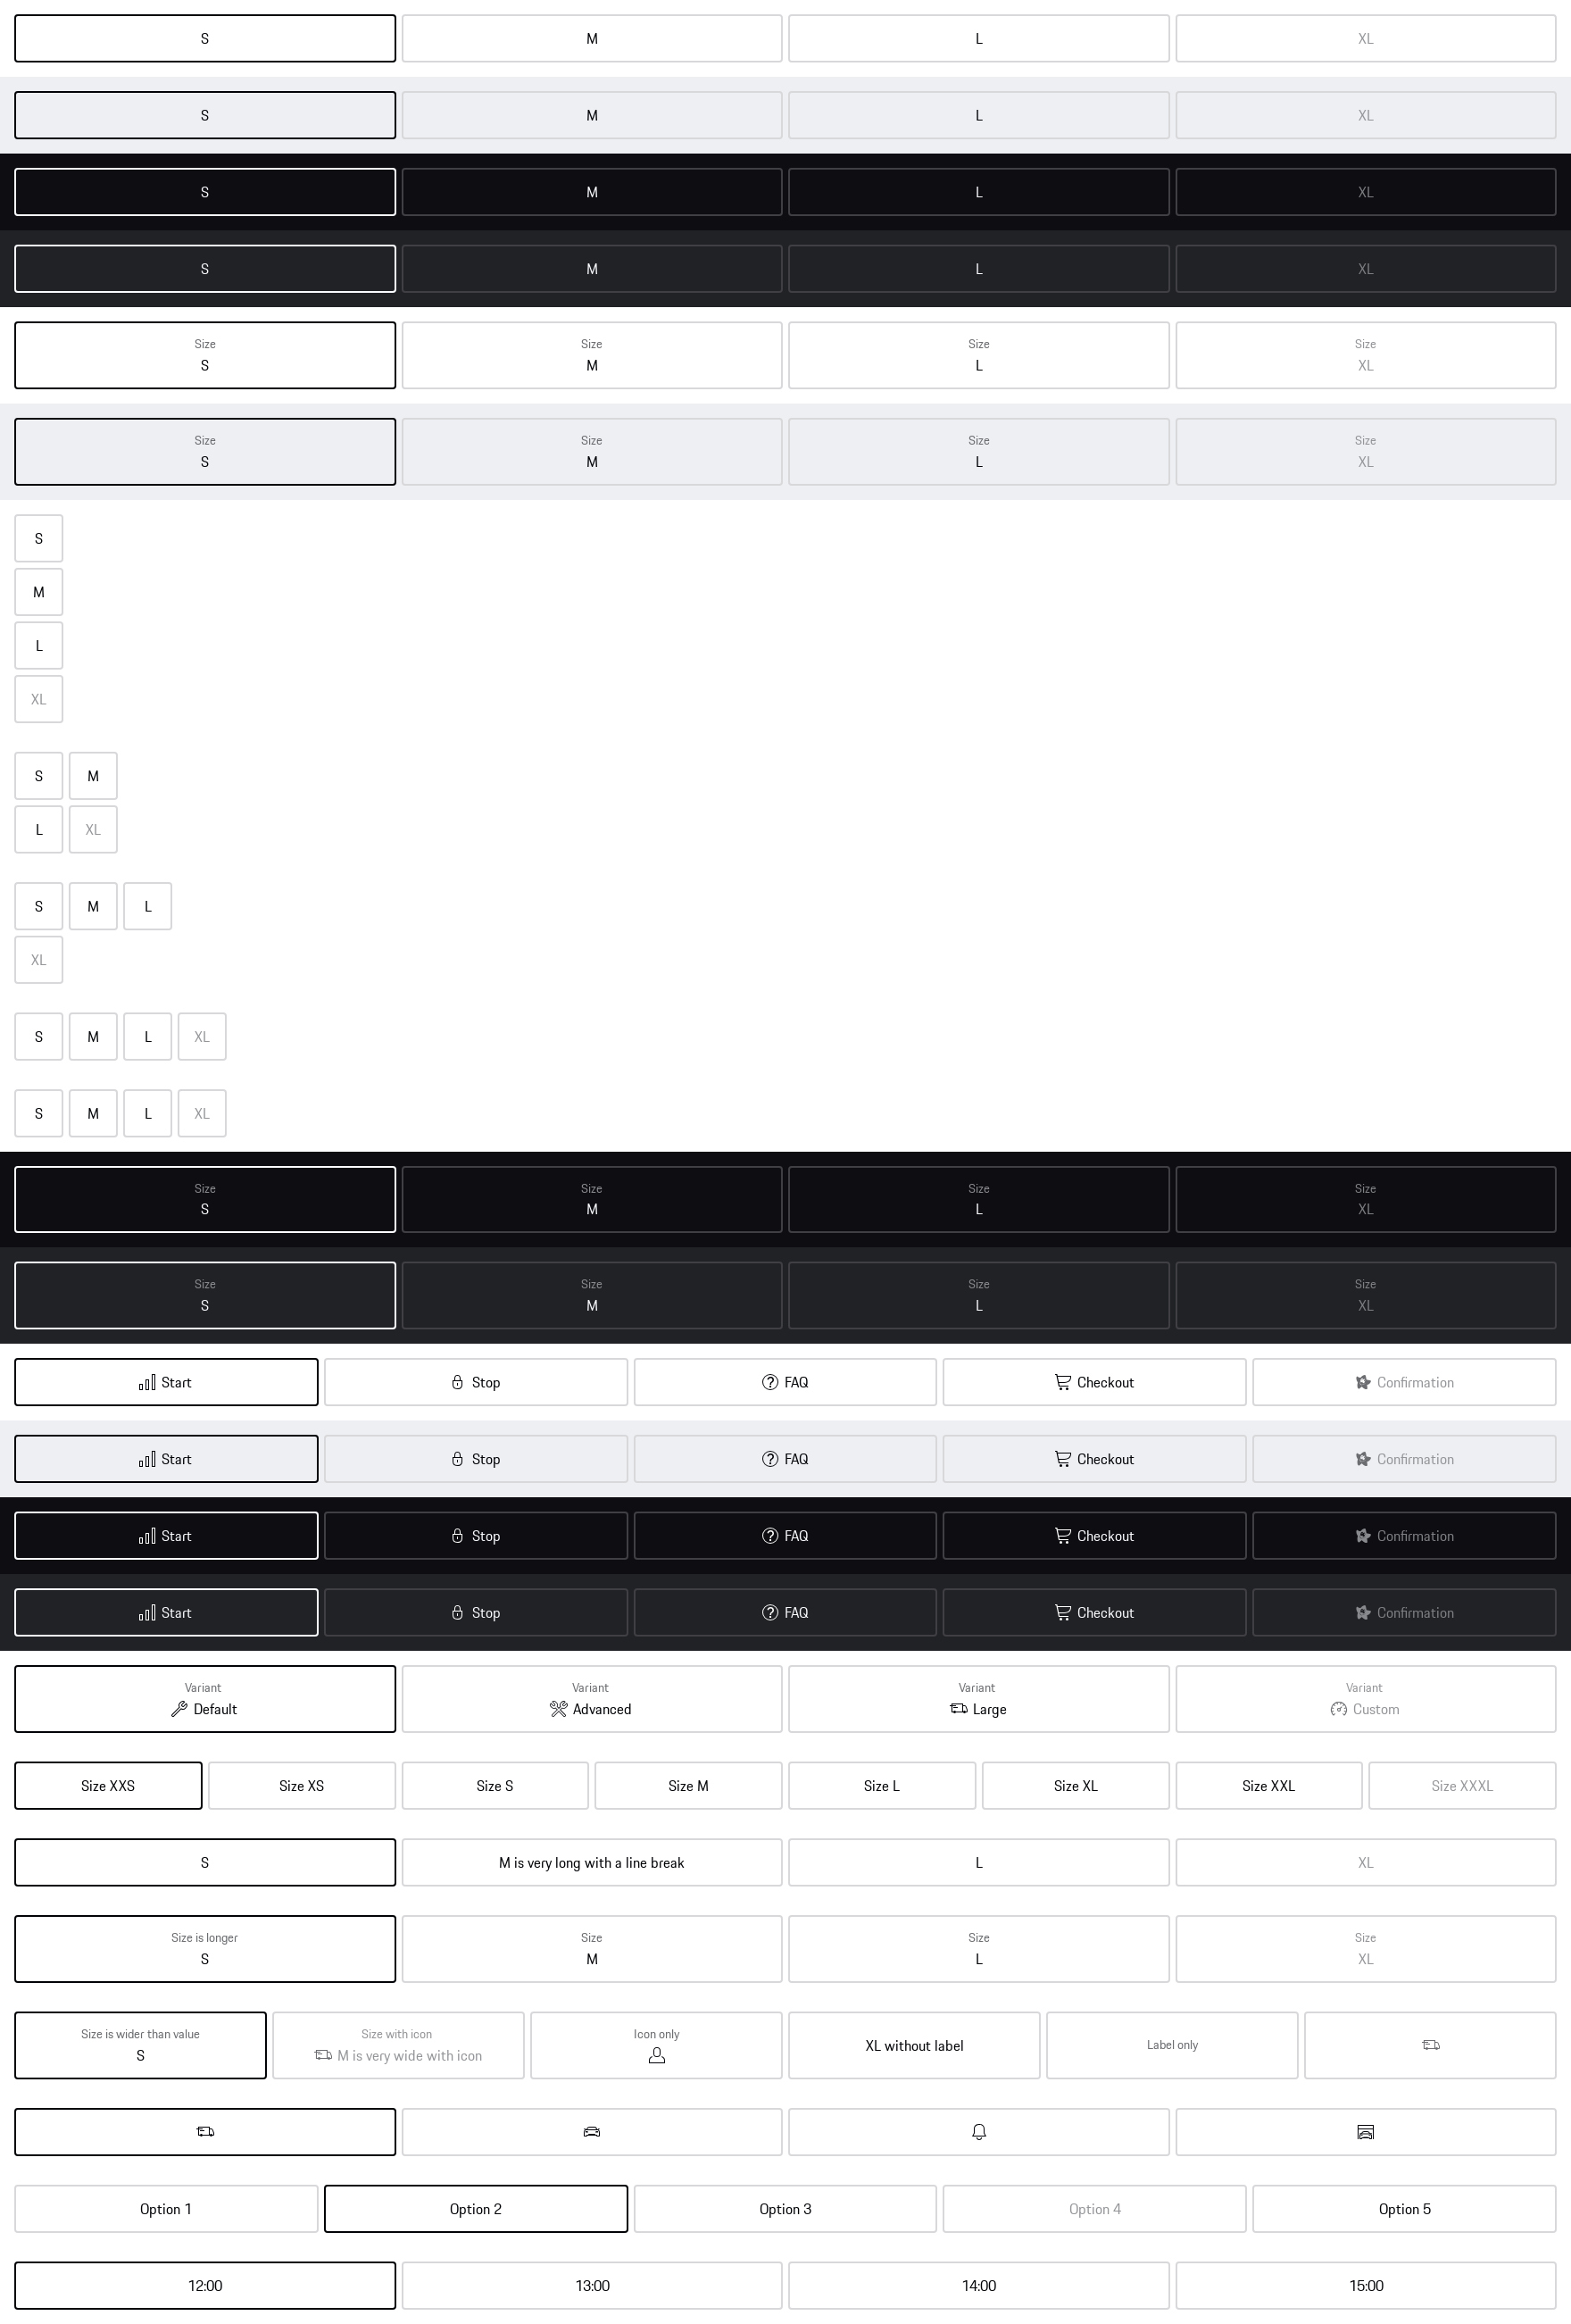 S M L XL
S M L XL
S M L XL
S M L XL
Size Size Size Size
S M L XL
Size Size Size Size
S M L XL
S
M
L
XL
S M
L XL
S M L
XL
S M L XL
S M L XL
Size Size Size Size
S M L XL
Size Size Size Size
S M L XL
Start Stop FAQ Checkout Confirmation
Start Stop FAQ Checkout Confirmation
Start Stop FAQ Checkout Confirmation
Start Stop FAQ Checkout Confirmation
Variant Variant Variant Variant
Default Advanced Large Custom
Size XXS Size XS Size S Size M Size L Size XL Size XXL Size XXXL
S M is very long with a line break L XL
Size is longer Size Size Size
S M L XL
Size is wider than value Size with icon Icon only
S M is very wide with icon XL without label Label only
Option 1 Option 2 Option 3 Option 4 Option 5
12:00 13:00 14:00 15:00